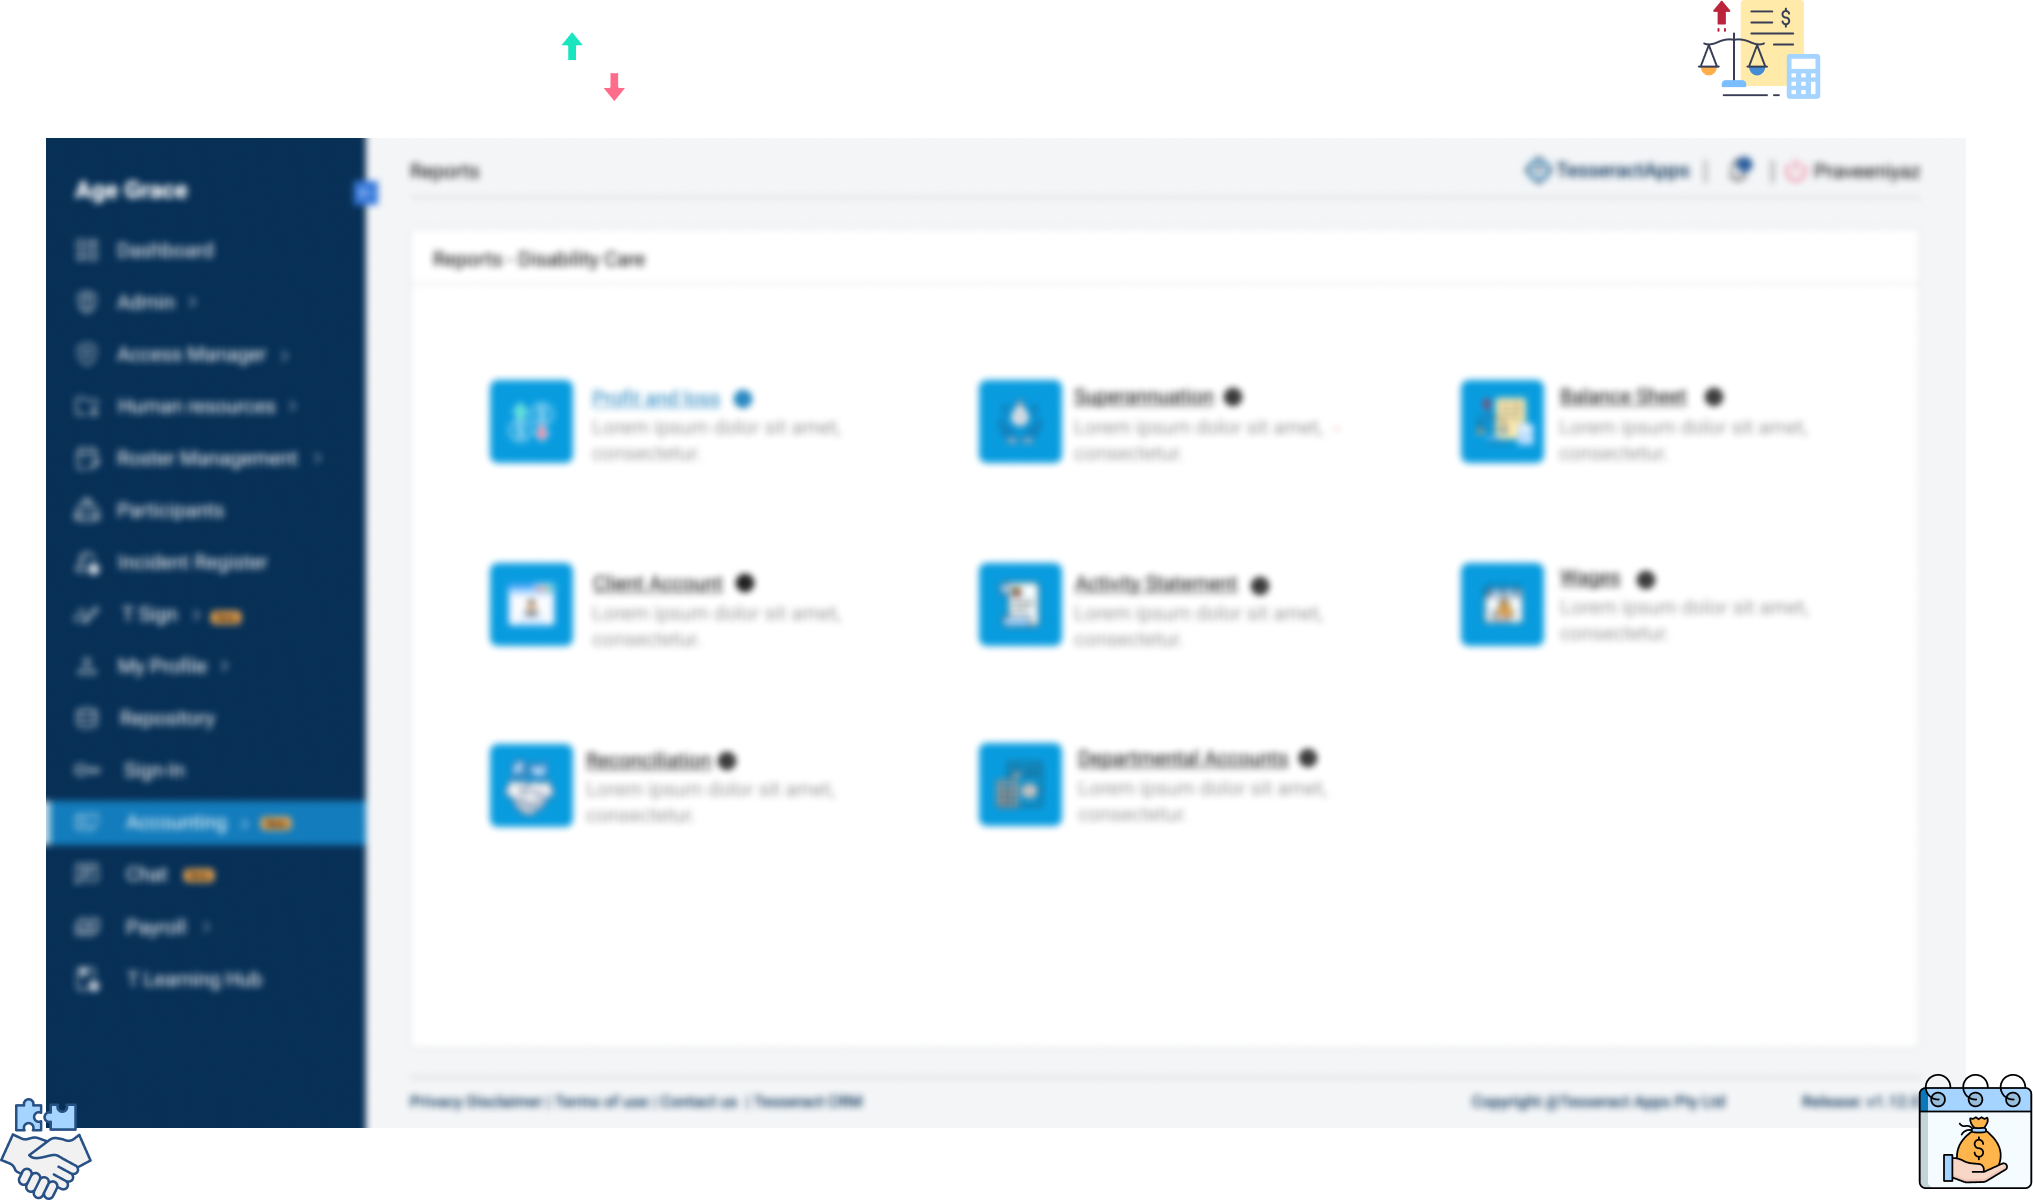 $
Reports
TesseractApps | | Praveeniyaz
Age Grace
Dashboard
Admin
Access Manager
Human resources
Roster Management
Participants
Incident Register
T Sign
My Profile
Repository
Sign-In
Accounting
Chat
Payroll
T Learning Hub
Reports - Disability Care
Profit and loss
Lorem ipsum dolor sit amet,
consectetur.
Superannuation
Lorem ipsum dolor sit amet,
consectetur.
Balance Sheet
Lorem ipsum dolor sit amet,
consectetur.
Client Account
Lorem ipsum dolor sit amet,
consectetur.
Activity Statement
Lorem ipsum dolor sit amet,
consectetur.
Wages
Lorem ipsum dolor sit amet,
consectetur.
Reconciliation
Lorem ipsum dolor sit amet,
consectetur.
Departmental Accounts
Lorem ipsum dolor sit amet,
consectetur.
Privacy Disclaimer | Terms of use | Contact us | Tesseract CRM
Copyright @Tesseract Apps Pty Ltd
Release: v1.12.
$